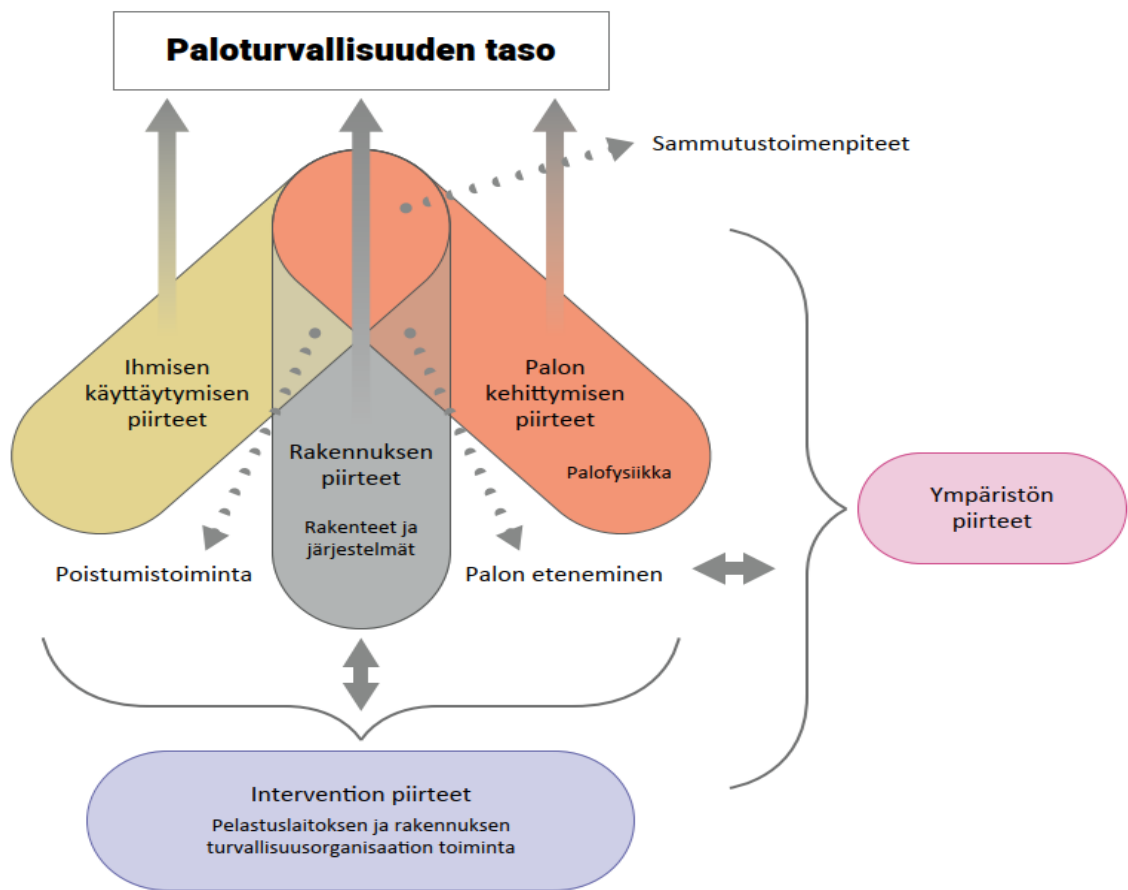 Paloturvallisuuden taso
Sammutustoimenpiteet
Ihmisen
käyttäytymisen
piirteet
Palon
kehittymisen
piirteet
Palofysiikka
Rakennuksen
piirteet
Rakenteet ja
järjestelmät
Ympäristön
piirteet
Poistumistoiminta
Palon eteneminen
Intervention piirteet
Pelastuslaitoksen ja rakennuksen
turvallisuusorganisaation toiminta